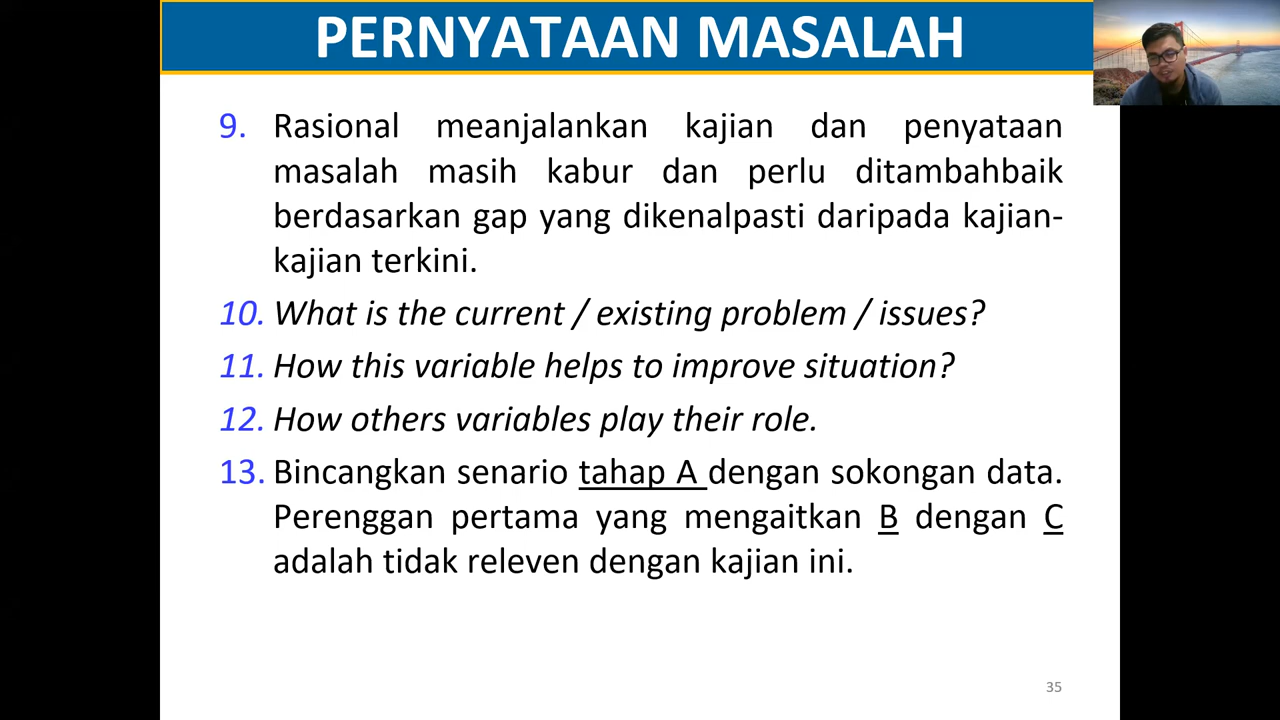 PERNYATAAN MASALAH
9. Rasional meanjalankan kajian dan penyataan
masalah masih kabur dan perlu ditambahbaik
berdasarkan gap yang dikenalpasti daripada kajian-
kajian terkini.
10. What is the current / existing problem / issues?
11. How this variable helps to improve situation?
12. How others variables play their role.
13. Bincangkan senario tahap A dengan sokongan data.
Perenggan pertama yang mengaitkan B dengan C
adalah tidak releven dengan kajian ini.
35